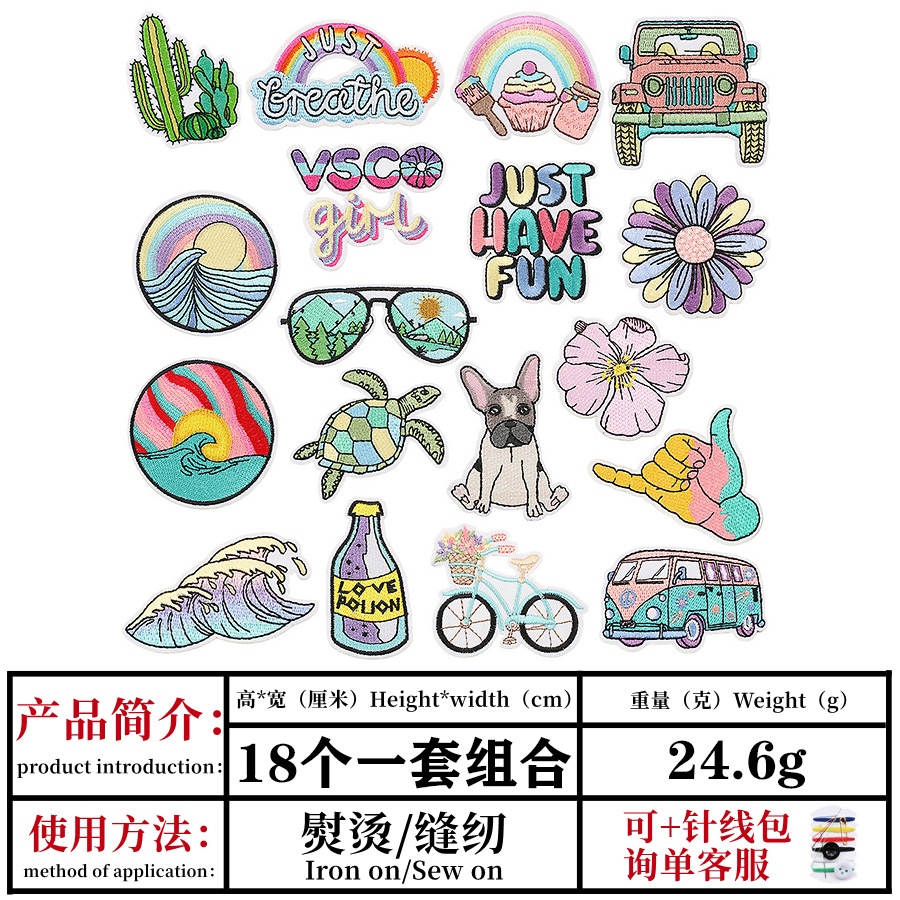 JUST
Breathe
VSCO
girl
JUST
HAVE
FUN
LOVE
POLION
产品简介：
product introduction:
高*宽（厘米）Height*width（cm）
重量（克）Weight（g）
18个一套组合
24.6g
使用方法：
method of application:
熨烫/缝纫
Iron on/Sew on
可+针线包
询单客服